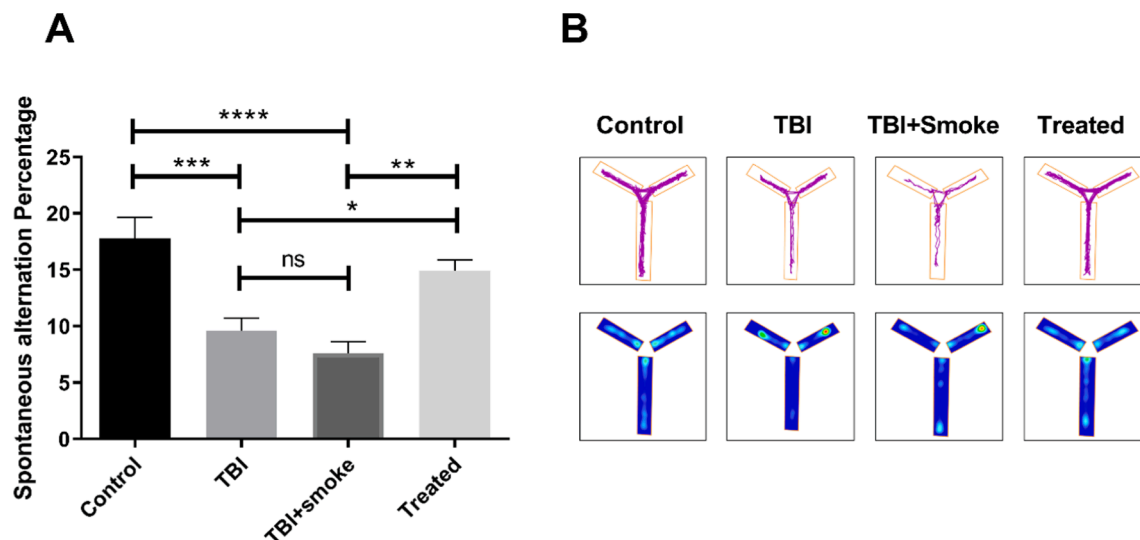 A
B
Spontaneous alternation Percentage
25
20
15
10
5
0
****
***
**
*
ns
Control
TBI
TBI+smoke
Treated
Control TBI TBI+Smoke Treated